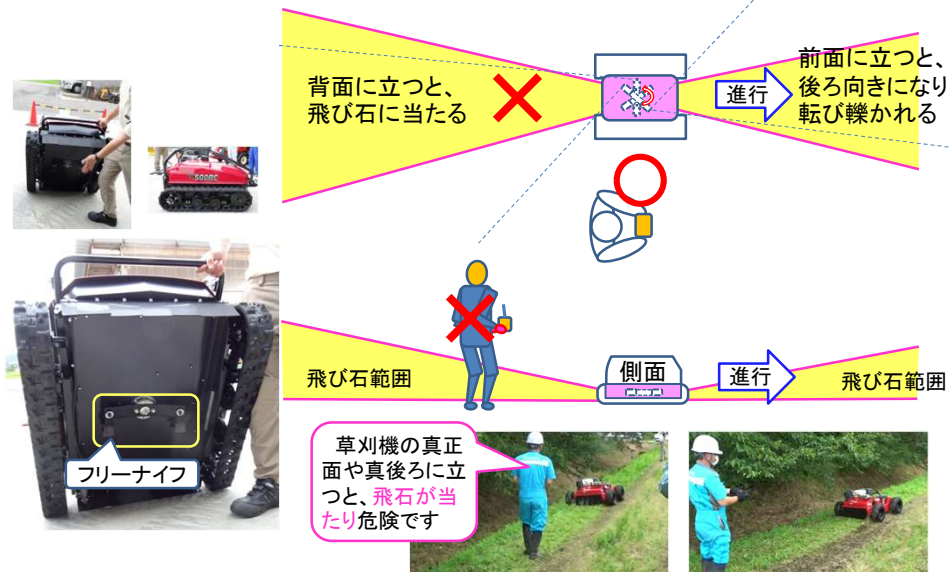 背面に立つと、
飛び石に当たる
進行
前面に立つと、
後ろ向きになり
転び轢かれる
500RC
飛び石範囲
側面
進行
飛び石範囲
フリーナイフ
草刈機の真正
面や真後ろに立
つと、飛石が当
たり危険です